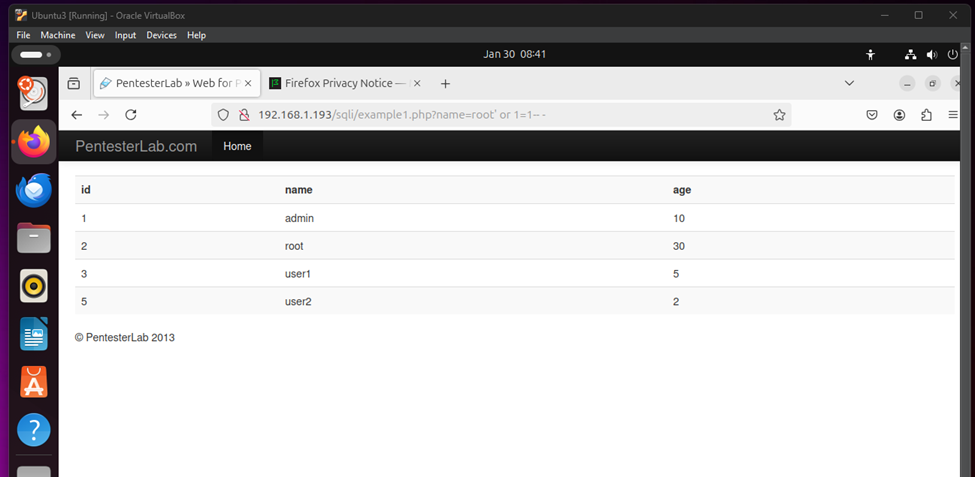 Ubuntu3 [Running] - Oracle VirtualBox
File Machine View Input Devices Help
Jan 30 08:41
PentesterLab » Web for P
Firefox Privacy Notice —
192.168.1.193/sqli/example1.php?name=root` or 1=1-- -
PentesterLab.com Home
id name age
1 admin 10
2 root 30
3 user1 5
5 user2 2
© PentesterLab 2013